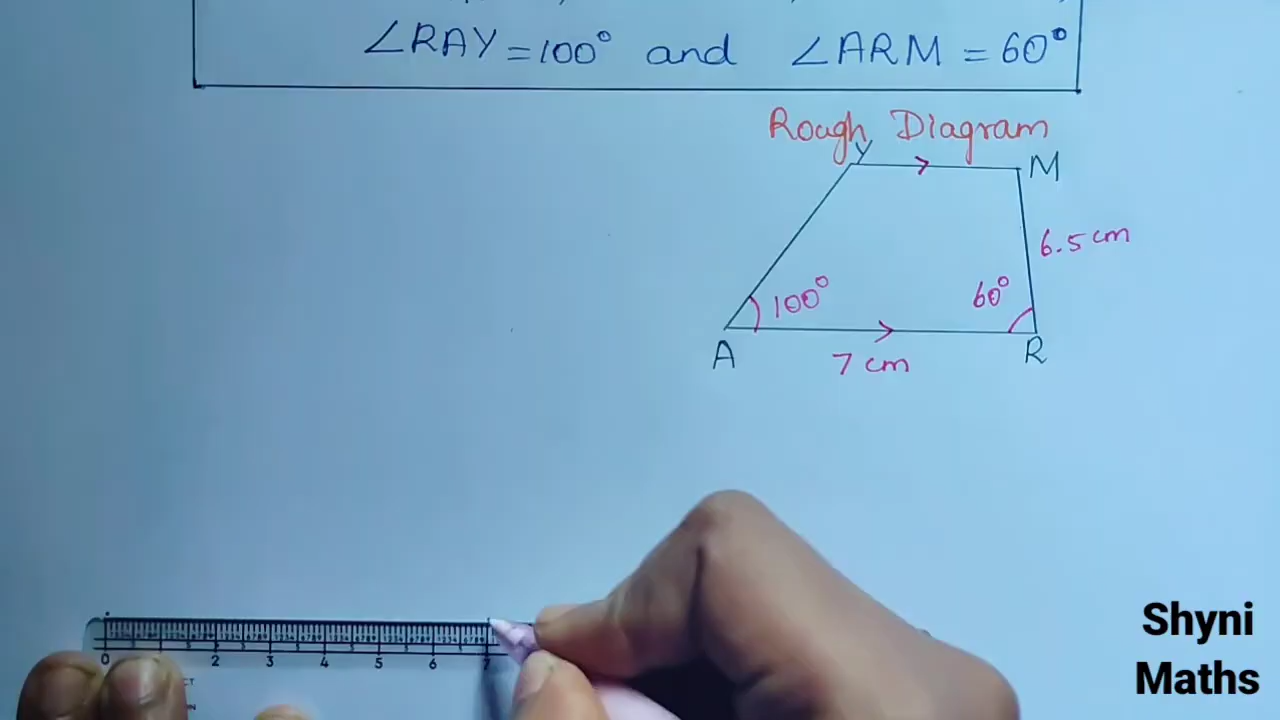 ∠RAY = 100° and ∠ARM = 60°
Rough Diagram
Y
M
6.5 cm
100°
60°
A
R
7 cm
0 2 3 4 5 6 7
Shyni
Maths